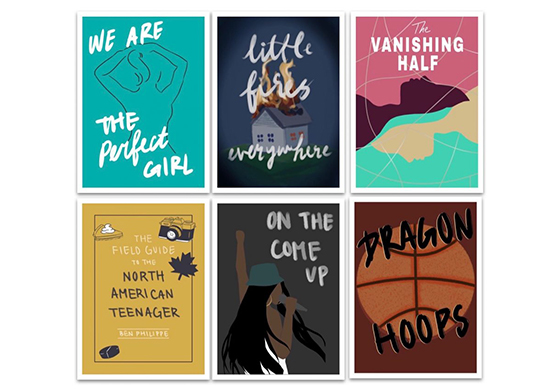 WE ARE
THE
Perfect
GIRL
little
fires
everywhere
The
VANISHING
HALF
THE
FIELD GUIDE
TO THE
NORTH
AMERICAN
TEENAGER
BEN PHILIPPE
ON THE
COME
UP
DRAGON
HOOPS